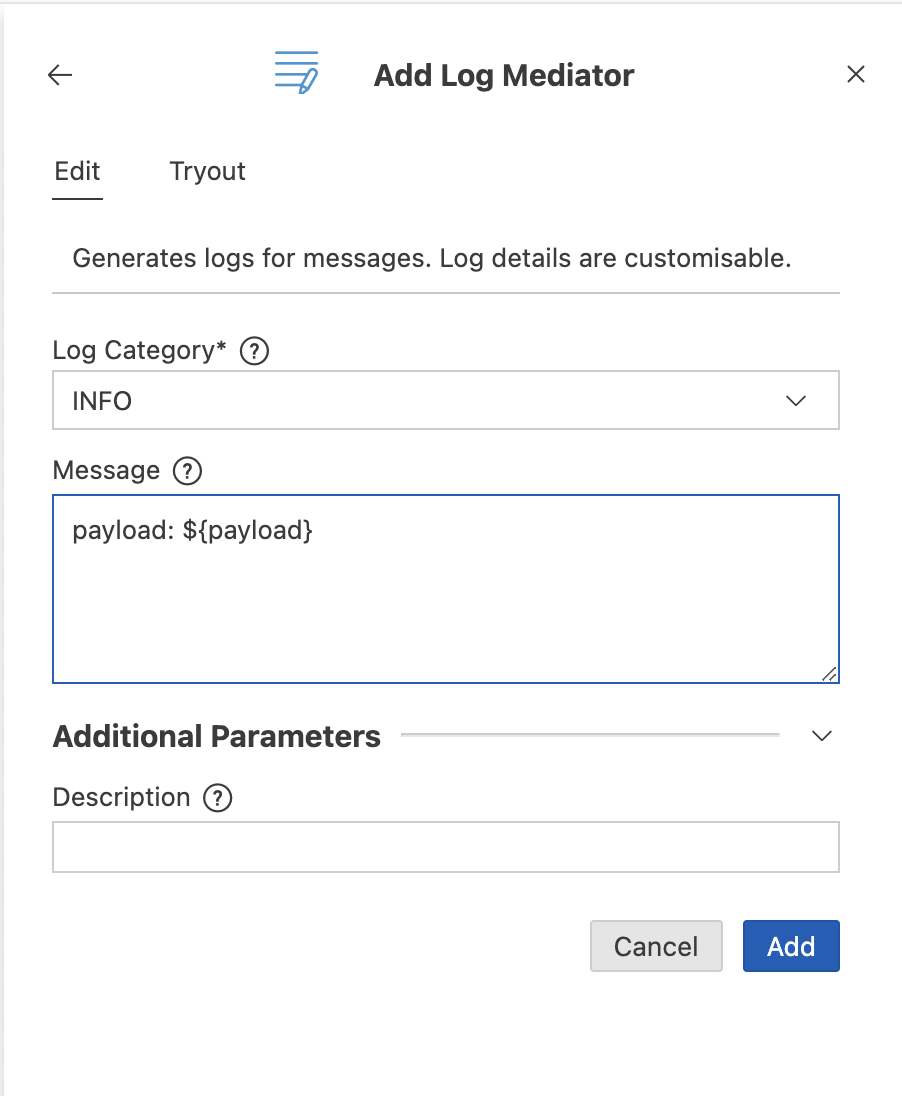 Add Log Mediator
Edit Tryout
Generates logs for messages. Log details are customisable.
Log Category* ?
INFO
Message ?
payload: ${payload}
Additional Parameters
Description ?
Cancel Add